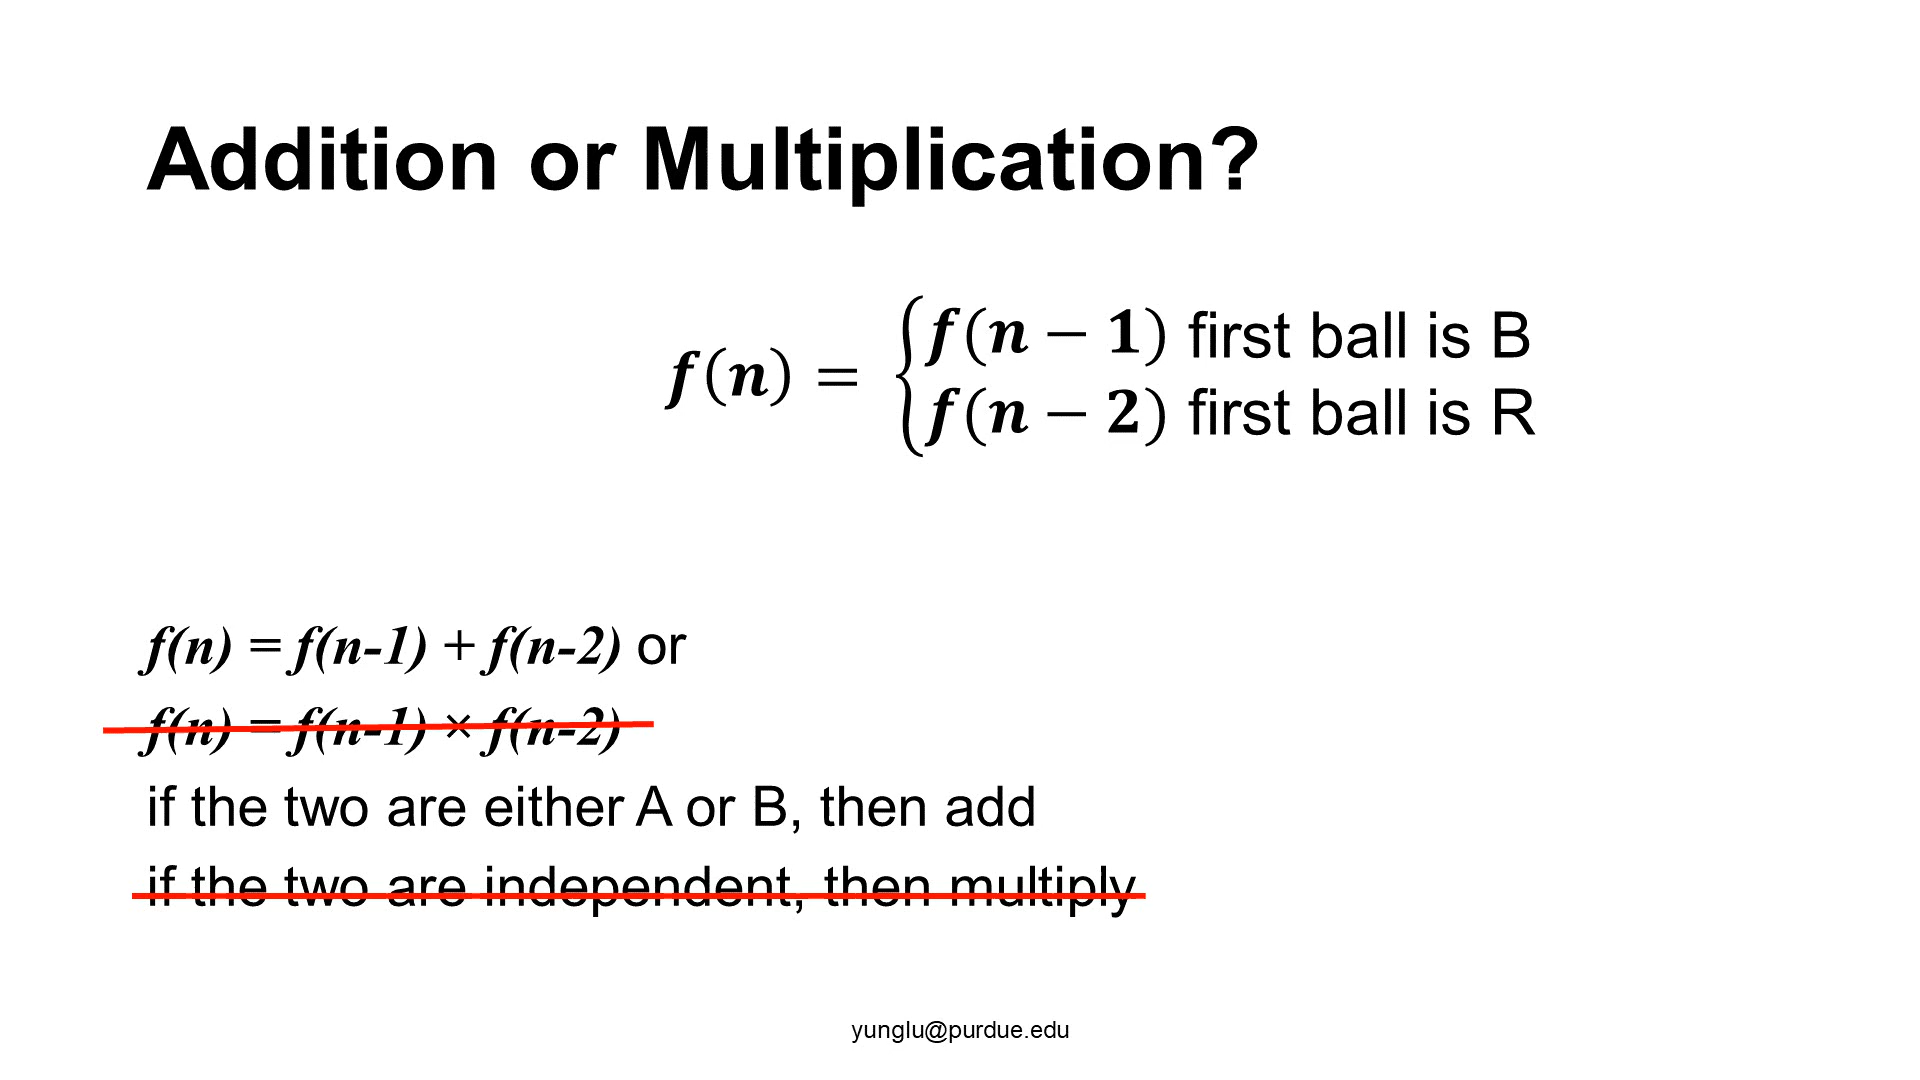 Addition or Multiplication?
f(n) = { f(n − 1) first ball is B
f(n − 2) first ball is R
f(n) = f(n-1) + f(n-2) or
f(n) = f(n-1) × f(n-2)
if the two are either A or B, then add
if the two are independent, then multiply
yunglu@purdue.edu